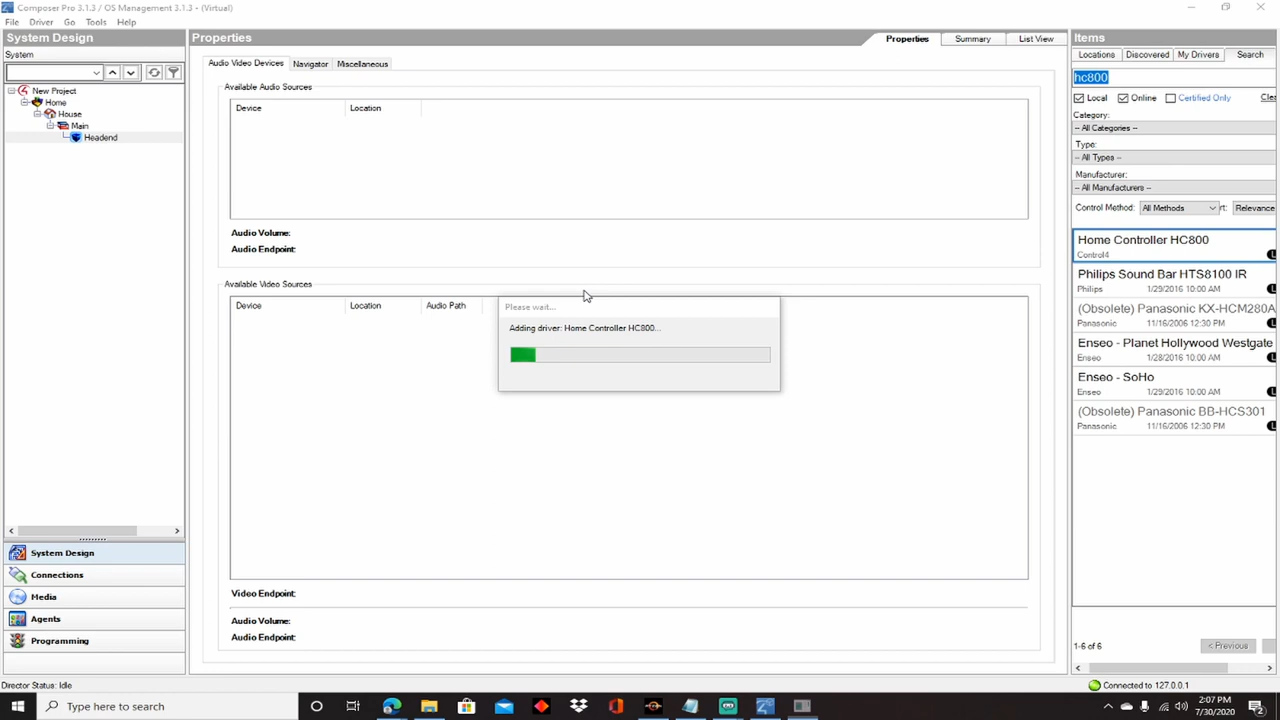 Composer Pro 3.1.3 / OS Management 3.1.3 - (Virtual)
File Driver Go Tools Help
System Design
System
New Project
Home
House
Main
Headend
System Design
Connections
Media
Agents
Programming
Director Status: Idle
Properties
Properties Summary List View
Audio Video Devices Navigator Miscellaneous
Available Audio Sources
Device Location
Audio Volume:
Audio Endpoint:
Available Video Sources
Device Location Audio Path
Please wait...
Adding driver: Home Controller HC800...
Video Endpoint:
Audio Volume:
Audio Endpoint:
Items
Locations Discovered My Drivers Search
hc800
Local Online Certified Only
Category:
-- All Categories --
Type:
-- All Types --
Manufacturer:
-- All Manufacturers --
Control Method: All Methods rt: Relevance
Home Controller HC800
Control4
Philips Sound Bar HTS8100 IR
Philips 1/29/2016 10:00 AM
(Obsolete) Panasonic KX-HCM280A
Panasonic 11/16/2006 12:30 PM
Enseo - Planet Hollywood Westgate
Enseo 1/28/2016 10:00 AM
Enseo - SoHo
Enseo 1/29/2016 10:00 AM
(Obsolete) Panasonic BB-HCS301
Panasonic 11/16/2006 12:30 PM
1-6 of 6 < Previous
Connected to 127.0.0.1
Type here to search
2:07 PM
7/30/2020
2